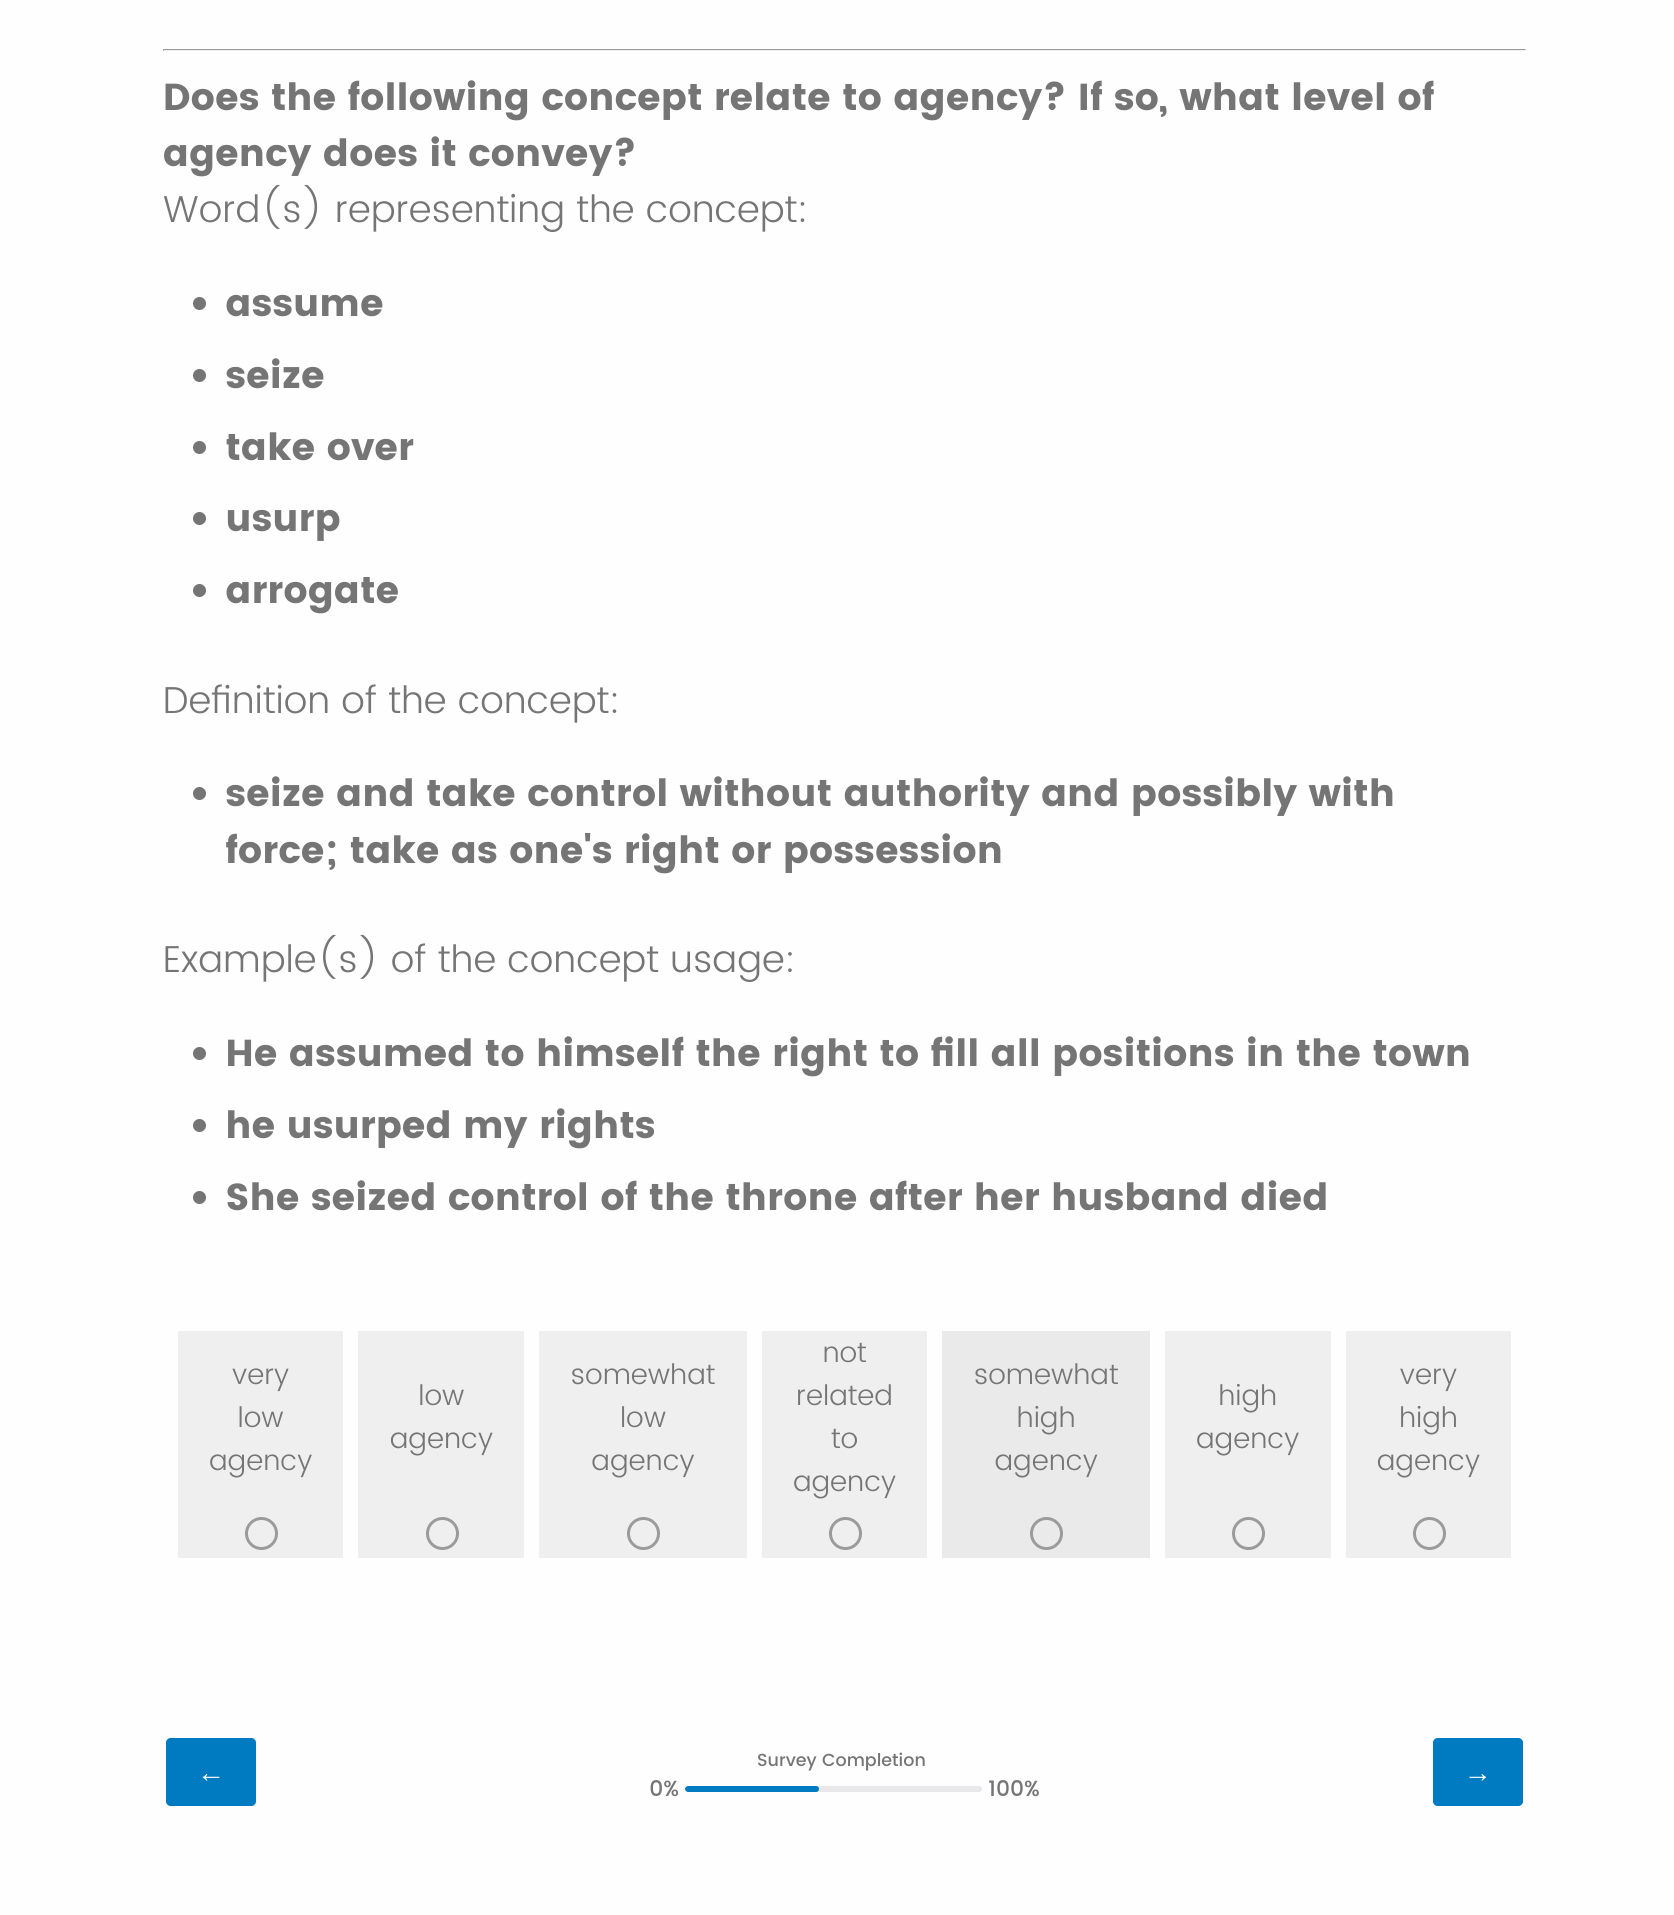 Does the following concept relate to agency? If so, what level of
agency does it convey?
Word(s) representing the concept:
• assume
• seize
• take over
• usurp
• arrogate
Definition of the concept:
• seize and take control without authority and possibly with
force; take as one's right or possession
Example(s) of the concept usage:
• He assumed to himself the right to fill all positions in the town
• he usurped my rights
• She seized control of the throne after her husband died
very
low
agency
low
agency
somewhat
low
agency
not
related
to
agency
somewhat
high
agency
high
agency
very
high
agency
←
Survey Completion
0% 100%
→